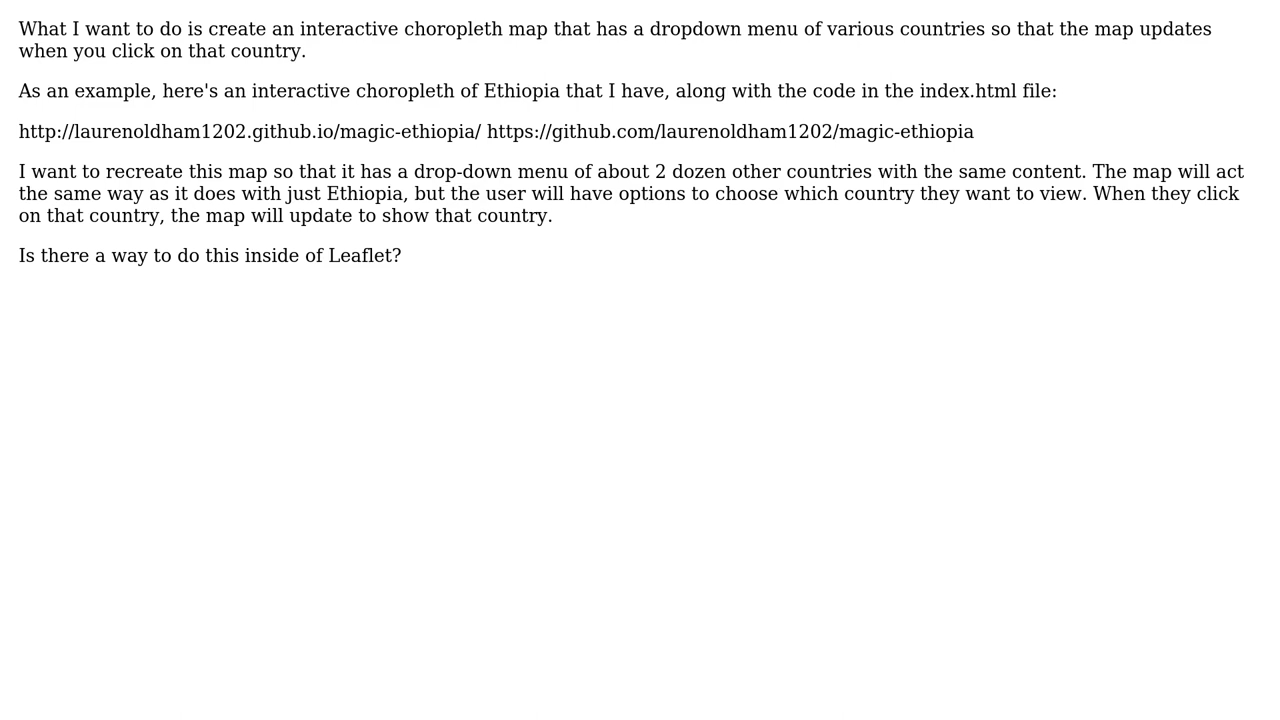 What I want to do is create an interactive choropleth map that has a dropdown menu of various countries so that the map updates
when you click on that country.
As an example, here's an interactive choropleth of Ethiopia that I have, along with the code in the index.html file:
http://laurenoldham1202.github.io/magic-ethiopia/ https://github.com/laurenoldham1202/magic-ethiopia
I want to recreate this map so that it has a drop-down menu of about 2 dozen other countries with the same content. The map will act
the same way as it does with just Ethiopia, but the user will have options to choose which country they want to view. When they click
on that country, the map will update to show that country.
Is there a way to do this inside of Leaflet?